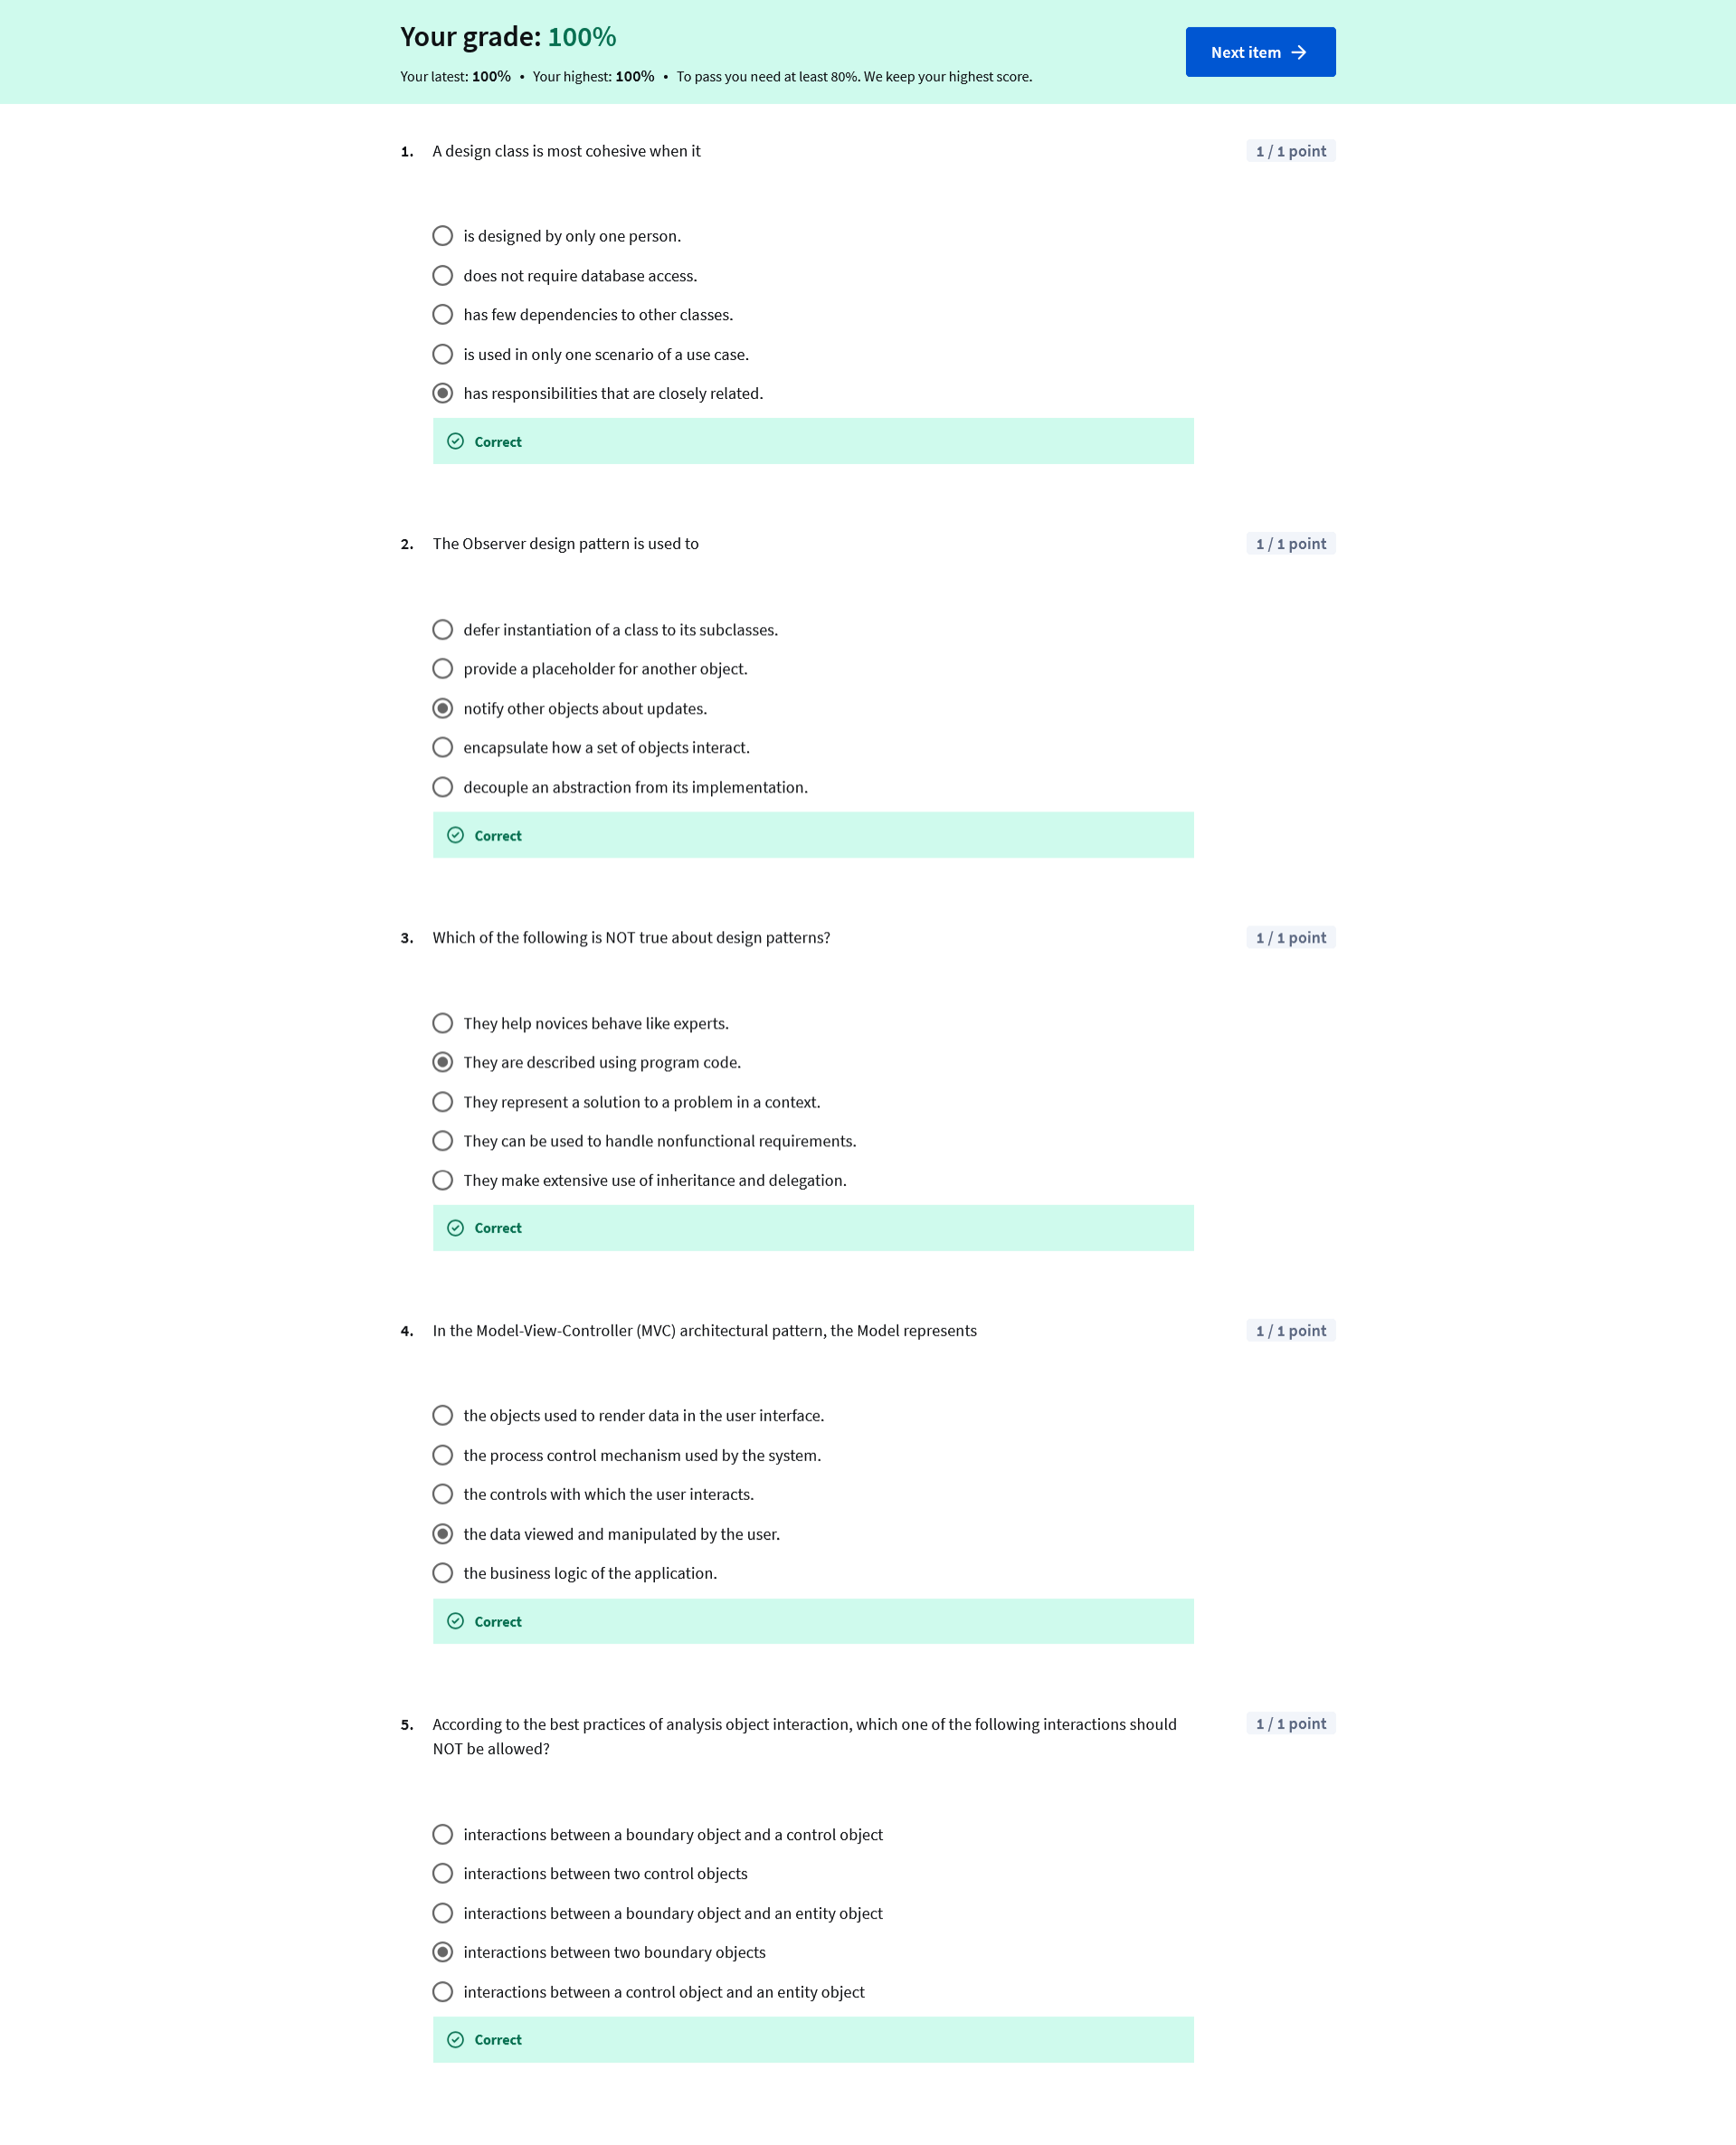 Your grade: 100%
Your latest: 100% • Your highest: 100% • To pass you need at least 80%. We keep your highest score.
Next item
1. A design class is most cohesive when it
1 / 1 point
is designed by only one person.
does not require database access.
has few dependencies to other classes.
is used in only one scenario of a use case.
has responsibilities that are closely related.
Correct
2. The Observer design pattern is used to
1 / 1 point
defer instantiation of a class to its subclasses.
provide a placeholder for another object.
notify other objects about updates.
encapsulate how a set of objects interact.
decouple an abstraction from its implementation.
Correct
3. Which of the following is NOT true about design patterns?
1 / 1 point
They help novices behave like experts.
They are described using program code.
They represent a solution to a problem in a context.
They can be used to handle nonfunctional requirements.
They make extensive use of inheritance and delegation.
Correct
4. In the Model-View-Controller (MVC) architectural pattern, the Model represents
1 / 1 point
the objects used to render data in the user interface.
the process control mechanism used by the system.
the controls with which the user interacts.
the data viewed and manipulated by the user.
the business logic of the application.
Correct
5. According to the best practices of analysis object interaction, which one of the following interactions should
1 / 1 point
NOT be allowed?
interactions between a boundary object and a control object
interactions between two control objects
interactions between a boundary object and an entity object
interactions between two boundary objects
interactions between a control object and an entity object
Correct